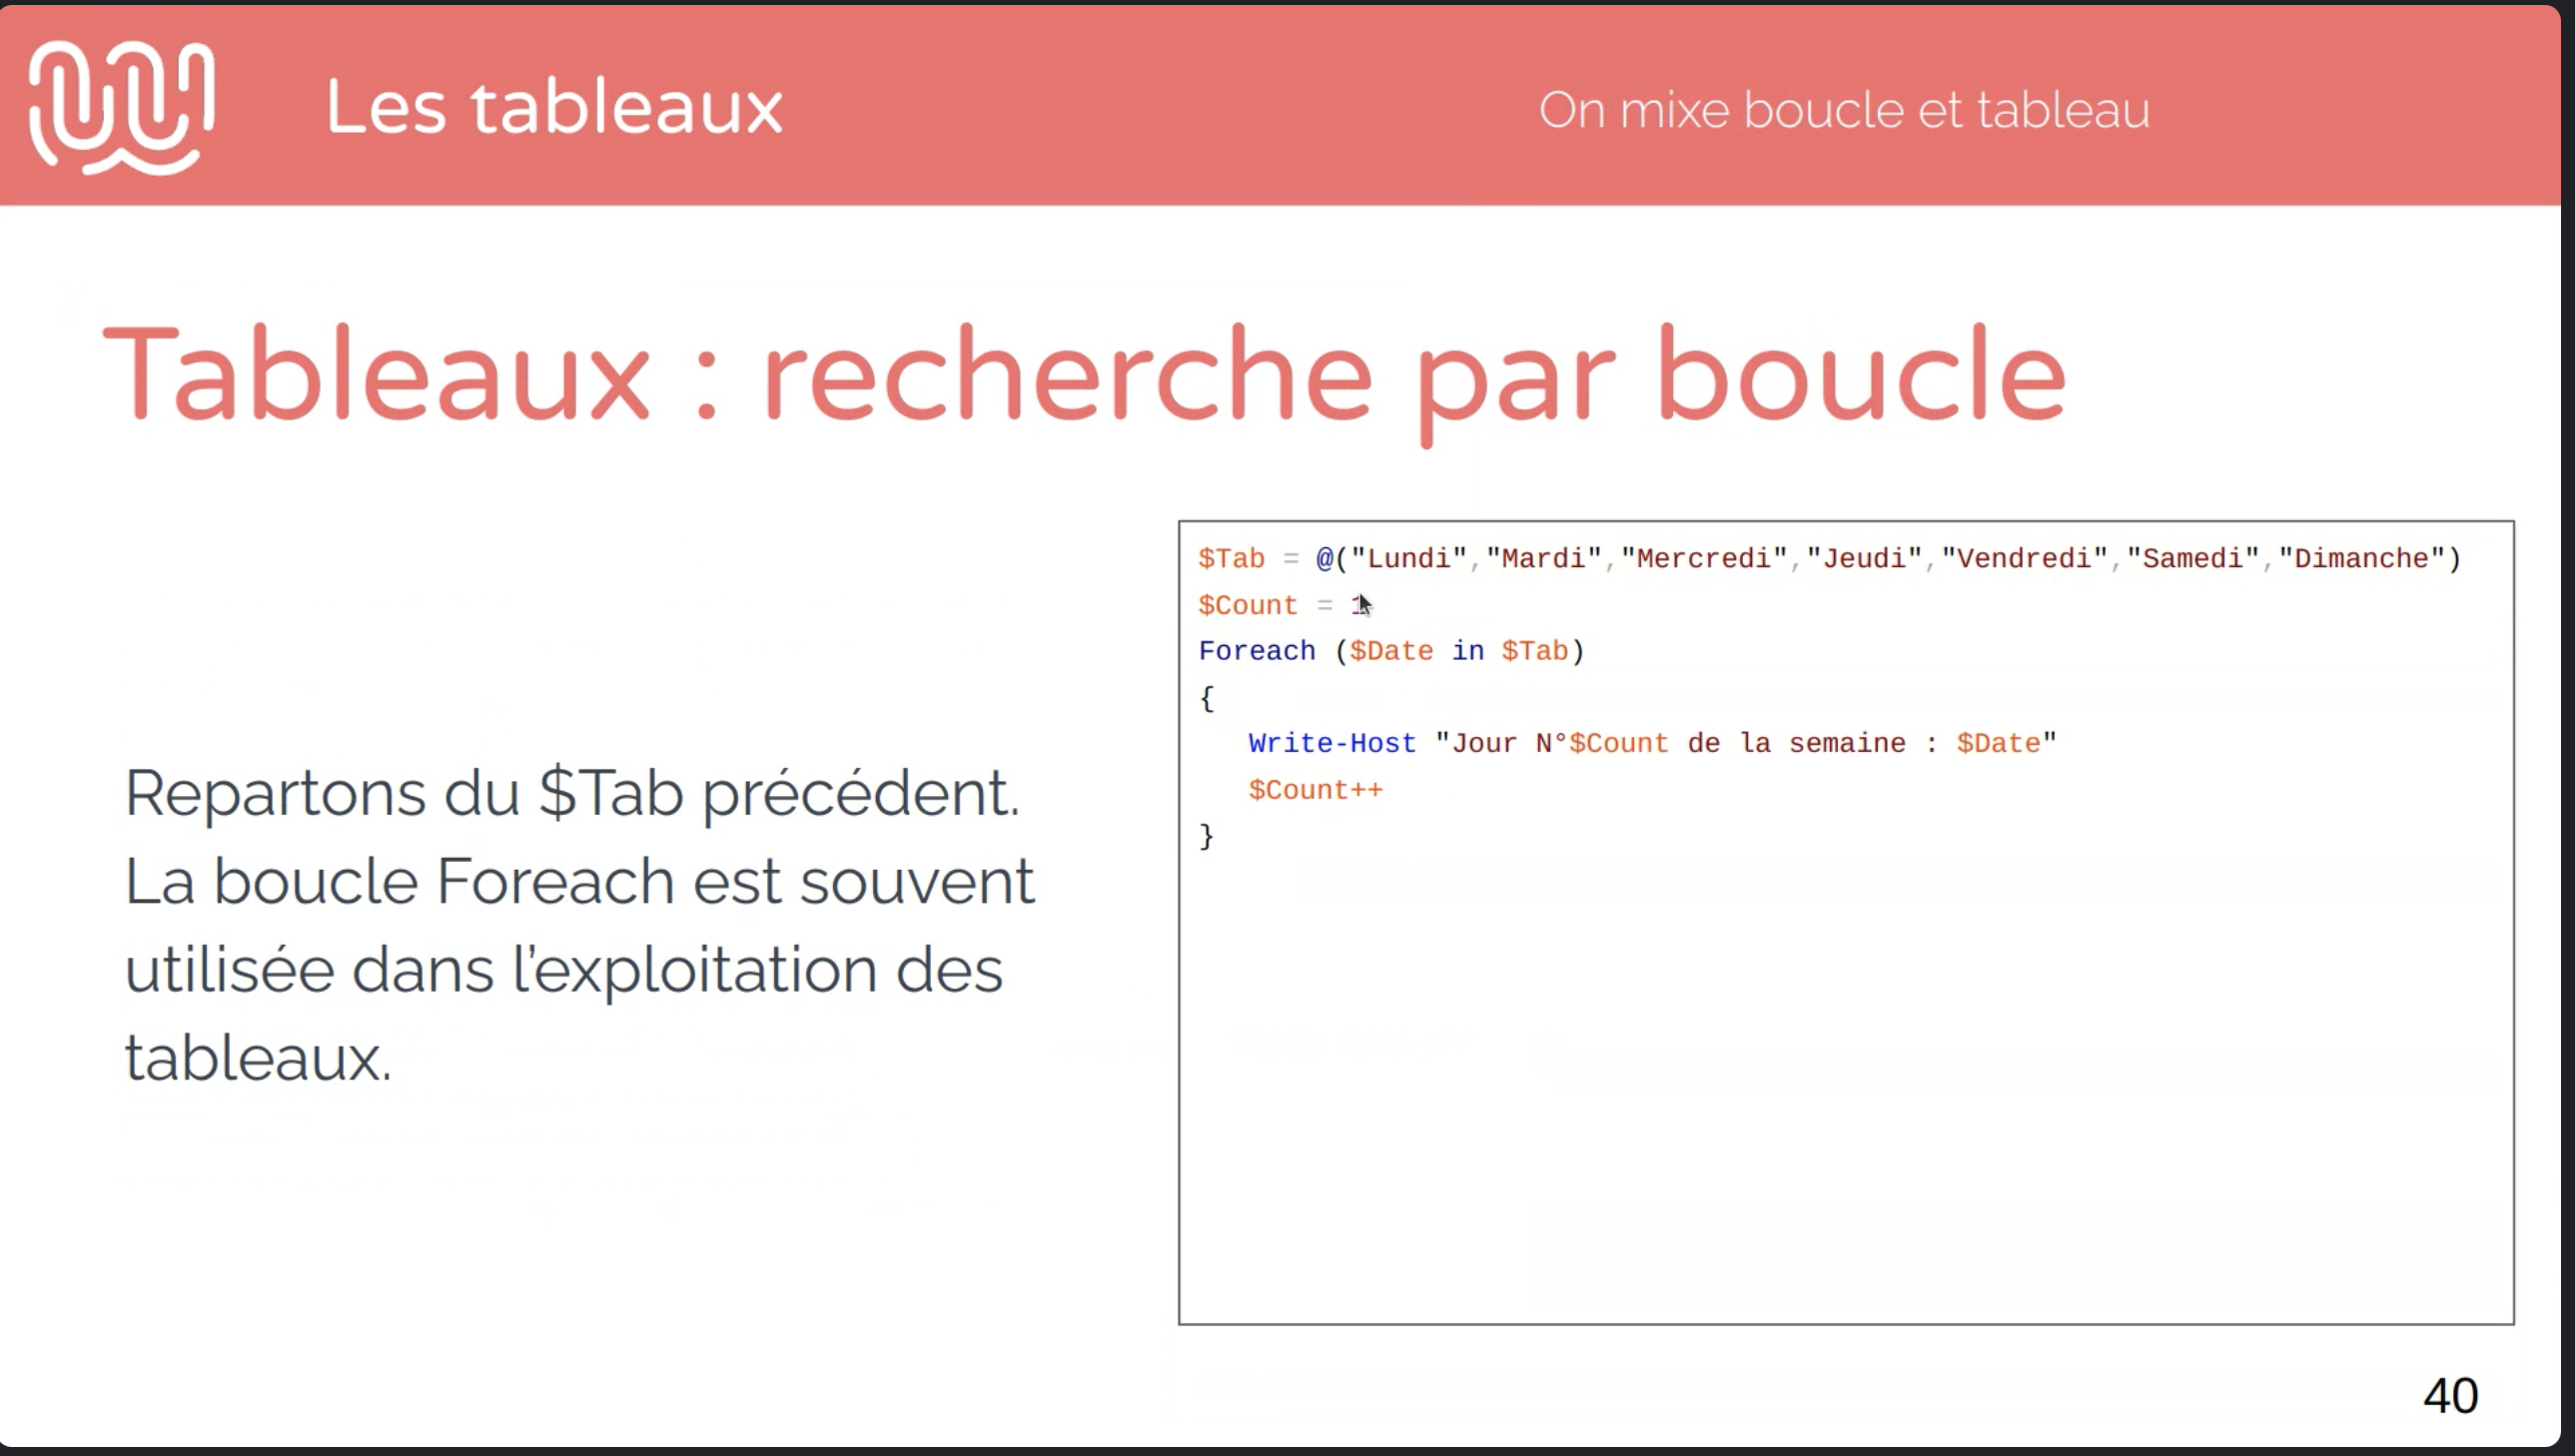 Les tableaux
On mixe boucle et tableau
Tableaux : recherche par boucle
Repartons du $Tab précédent.
La boucle Foreach est souvent
utilisée dans l'exploitation des
tableaux.
$Tab = @("Lundi","Mardi","Mercredi","Jeudi","Vendredi","Samedi","Dimanche")
$Count = 1
Foreach ($Date in $Tab)
{
   Write-Host "Jour N°$Count de la semaine : $Date"
   $Count++
}
40